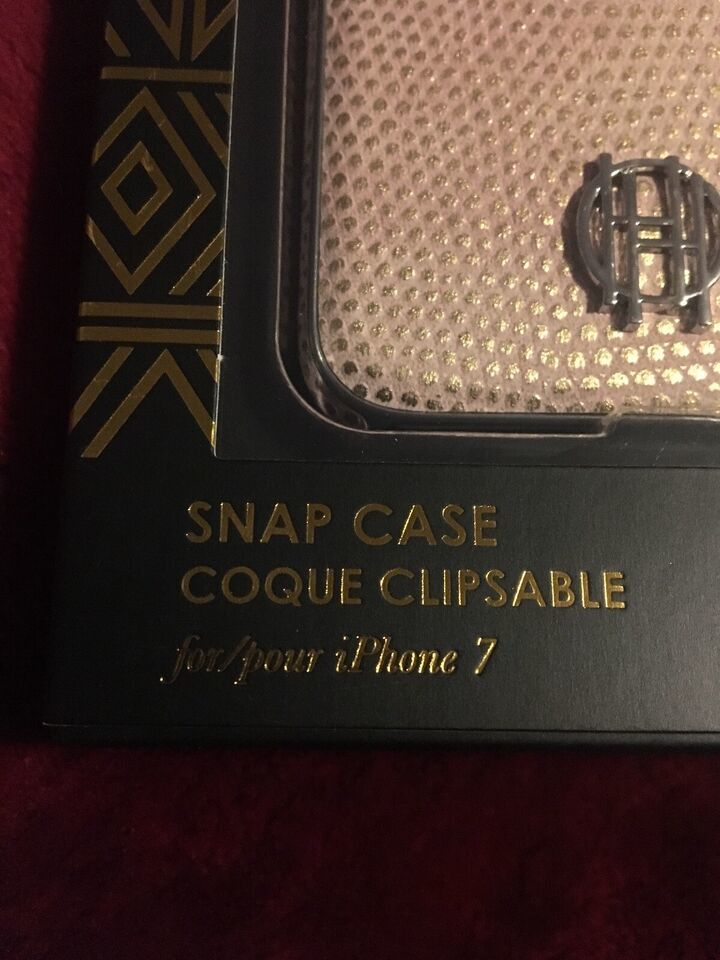 SNAP CASE
COQUE CLIPSABLE
for/pour iPhone 7